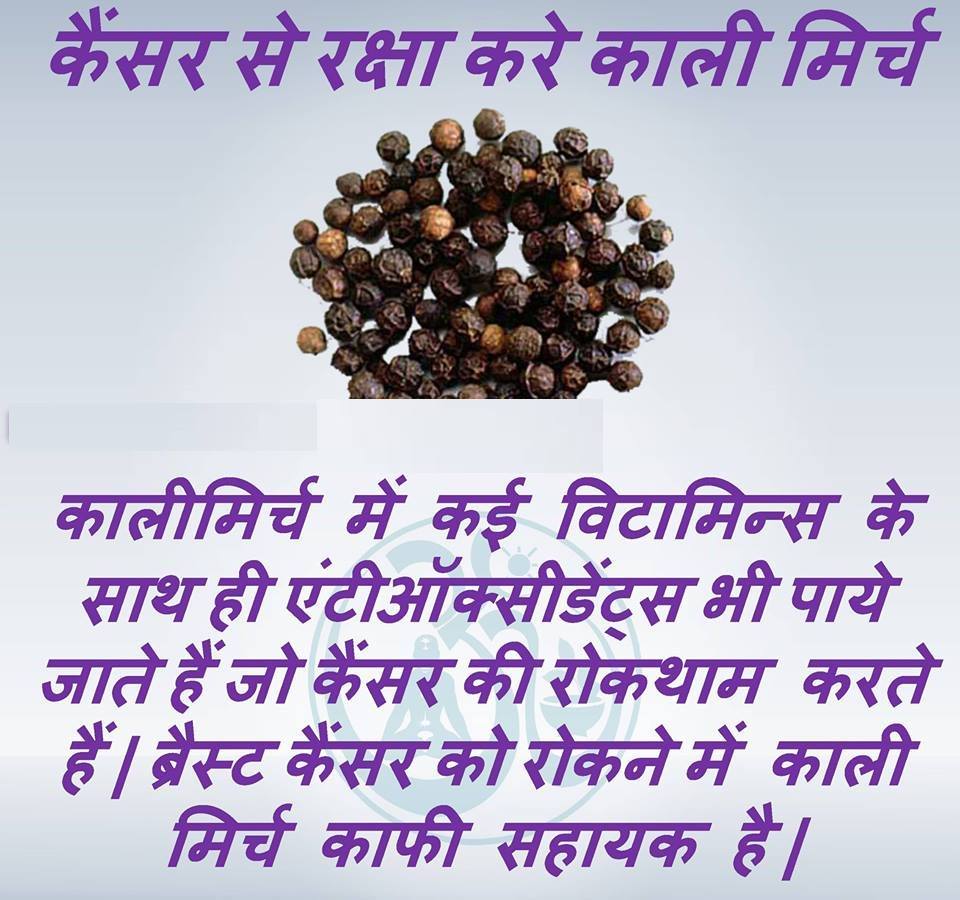 कैंसर से रक्षा करे काली मिर्च
कालीमिर्च में कई विटामिन्स के
साथ ही एंटीऑक्सीडेंट्स भी पाये
जाते हैं जो कैंसर की रोकथाम करते
हैं | ब्रैस्ट कैंसर को रोकने में काली
मिर्च काफी सहायक है |